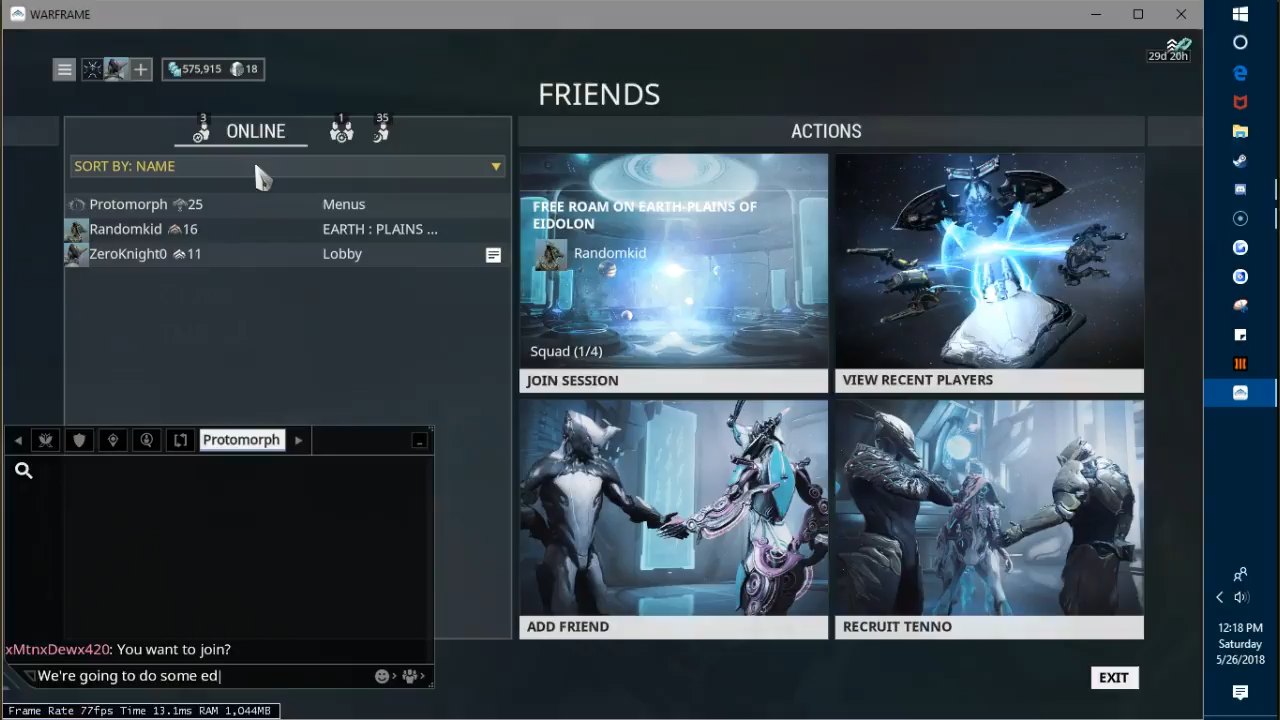 WARFRAME
575,915 18
29d 20h
FRIENDS
3 ONLINE 1 35
ACTIONS
SORT BY: NAME
Protomorph 25 Menus
Randomkid 16 EARTH : PLAINS ...
ZeroKnight0 11 Lobby
FREE ROAM ON EARTH-PLAINS OF
EIDOLON
Randomkid
Squad (1/4)
JOIN SESSION
VIEW RECENT PLAYERS
ADD FRIEND
RECRUIT TENNO
Protomorph
xMtnxDewx420: You want to join?
We're going to do some ed
EXIT
Frame Rate 77fps Time 13.1ms RAM 1,044MB
12:18 PM
Saturday
5/26/2018